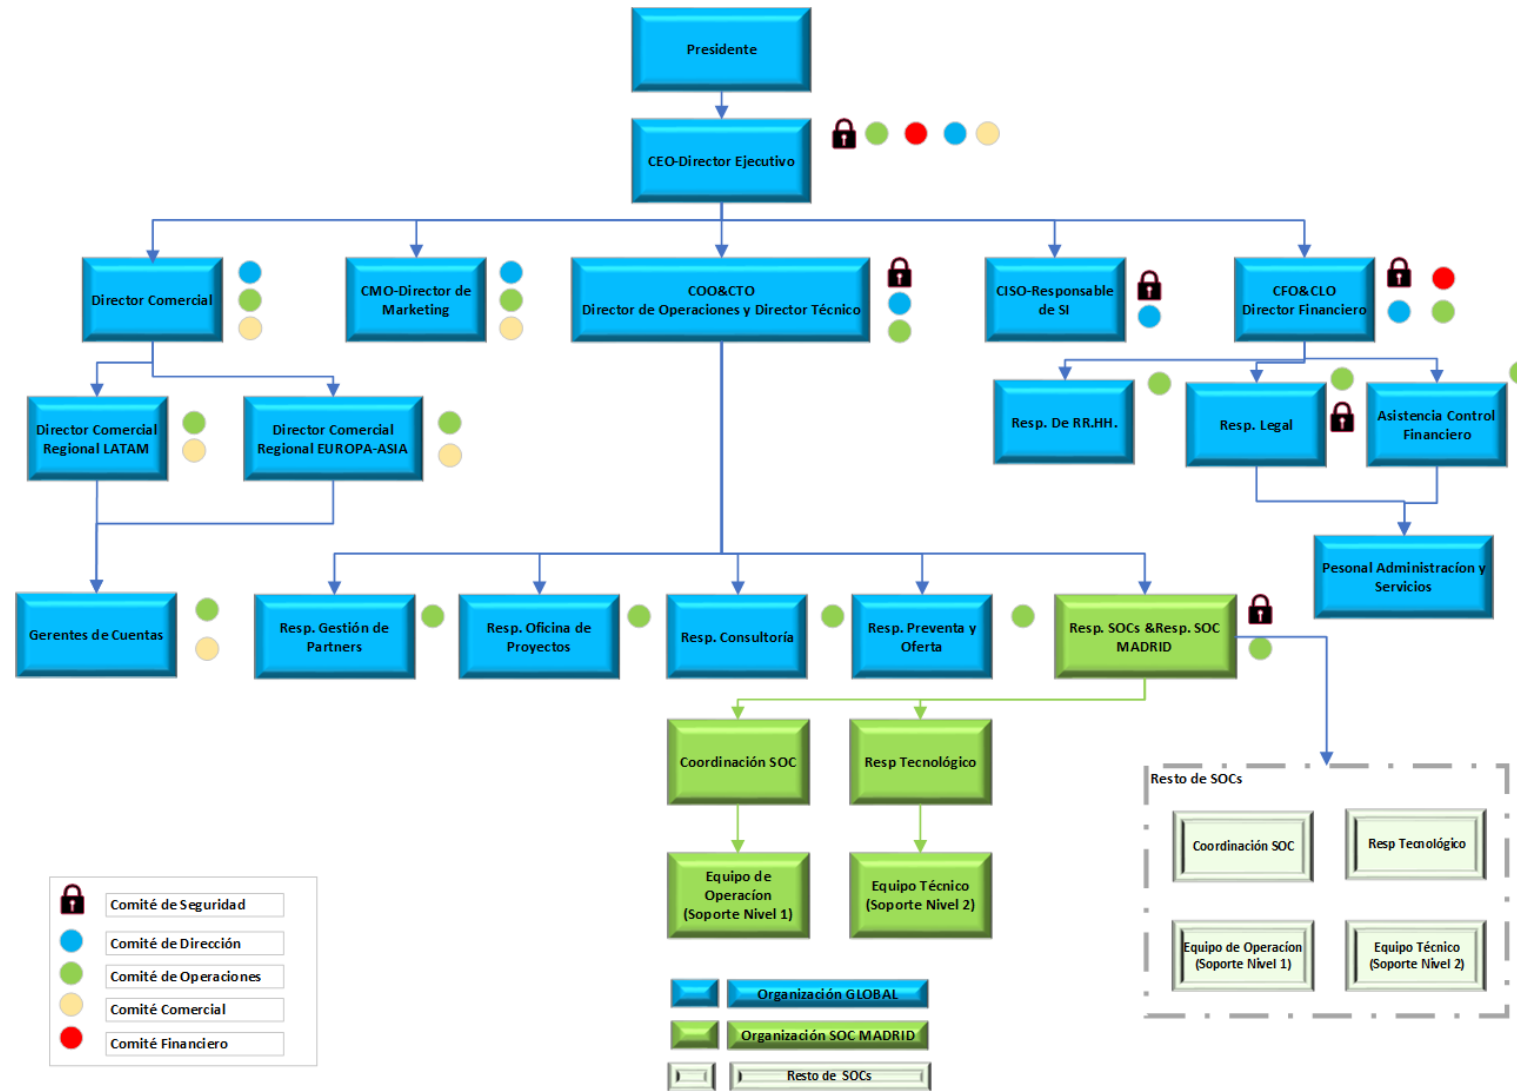 Presidente
CEO-Director Ejecutivo
Director Comercial
CMO-Director de
Marketing
COO&CTO
Director de Operaciones y Director Técnico
CISO-Responsable
de SI
CFO&CLO
Director Financiero
Director Comercial
Regional LATAM
Director Comercial
Regional EUROPA-ASIA
Resp. De RR.HH.
Resp. Legal
Asistencia Control
Financiero
Pesonal Administracíon y
Servicios
Gerentes de Cuentas
Resp. Gestión de
Partners
Resp. Oficina de
Proyectos
Resp. Consultoría
Resp. Preventa y
Oferta
Resp. SOCs &Resp. SOC
MADRID
Coordinación SOC
Resp Tecnológico
Equipo de
Operacíon
(Soporte Nivel 1)
Equipo Técnico
(Soporte Nivel 2)
Resto de SOCs
Coordinación SOC
Resp Tecnológico
Equipo de Operacíon
(Soporte Nivel 1)
Equipo Técnico
(Soporte Nivel 2)
Comité de Seguridad
Comité de Dirección
Comité de Operaciones
Comité Comercial
Comité Financiero
Organización GLOBAL
Organización SOC MADRID
Resto de SOCs